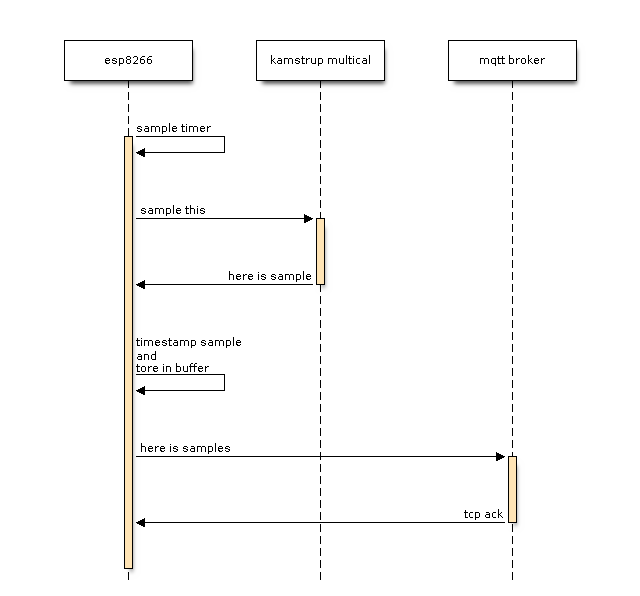 esp8266
kamstrup multical
mqtt broker
sample timer
sample this
here is sample
timestamp sample
and
tore in buffer
here is samples
tcp ack